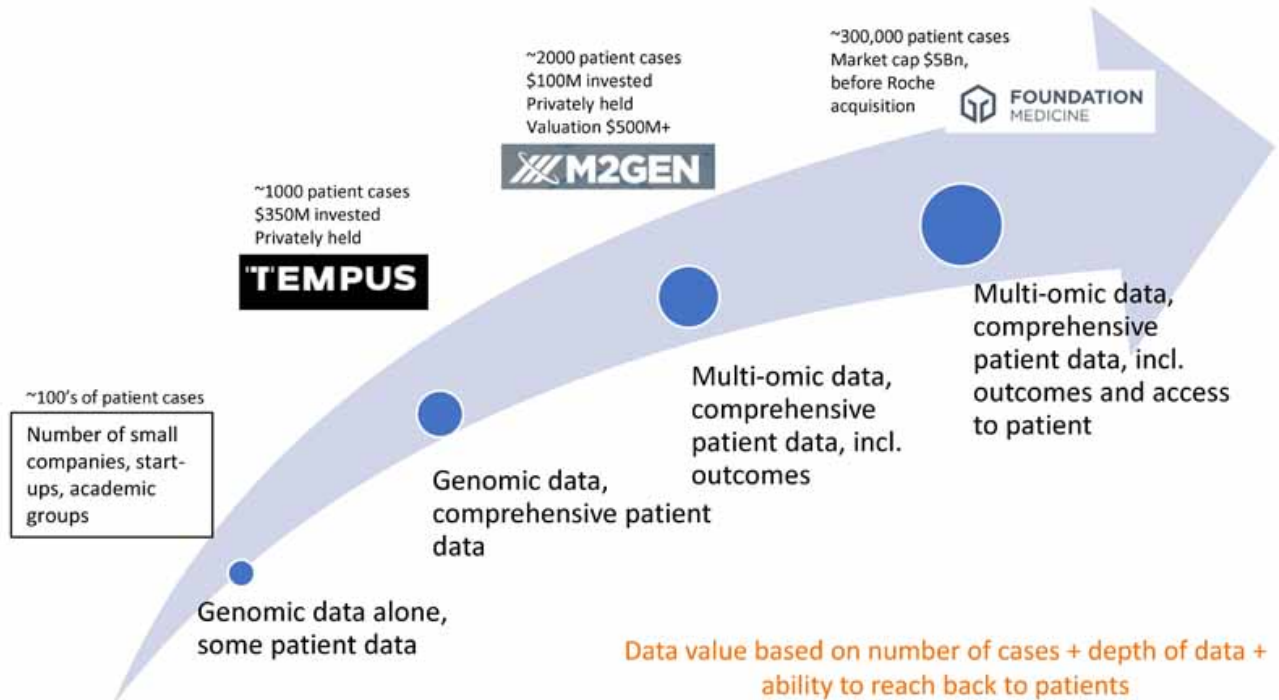 ~300,000 patient cases
Market cap $5Bn,
before Roche
acquisition
FOUNDATION
MEDICINE
~2000 patient cases
$100M invested
Privately held
Valuation $500M+
M2GEN
~1000 patient cases
$350M invested
Privately held
TEMPUS
~100's of patient cases
Number of small
companies, start-
ups, academic
groups
Genomic data alone,
some patient data
Genomic data,
comprehensive patient
data
Multi-omic data,
comprehensive
patient data, incl.
outcomes
Multi-omic data,
comprehensive
patient data, incl.
outcomes and access
to patient
Data value based on number of cases + depth of data +
ability to reach back to patients